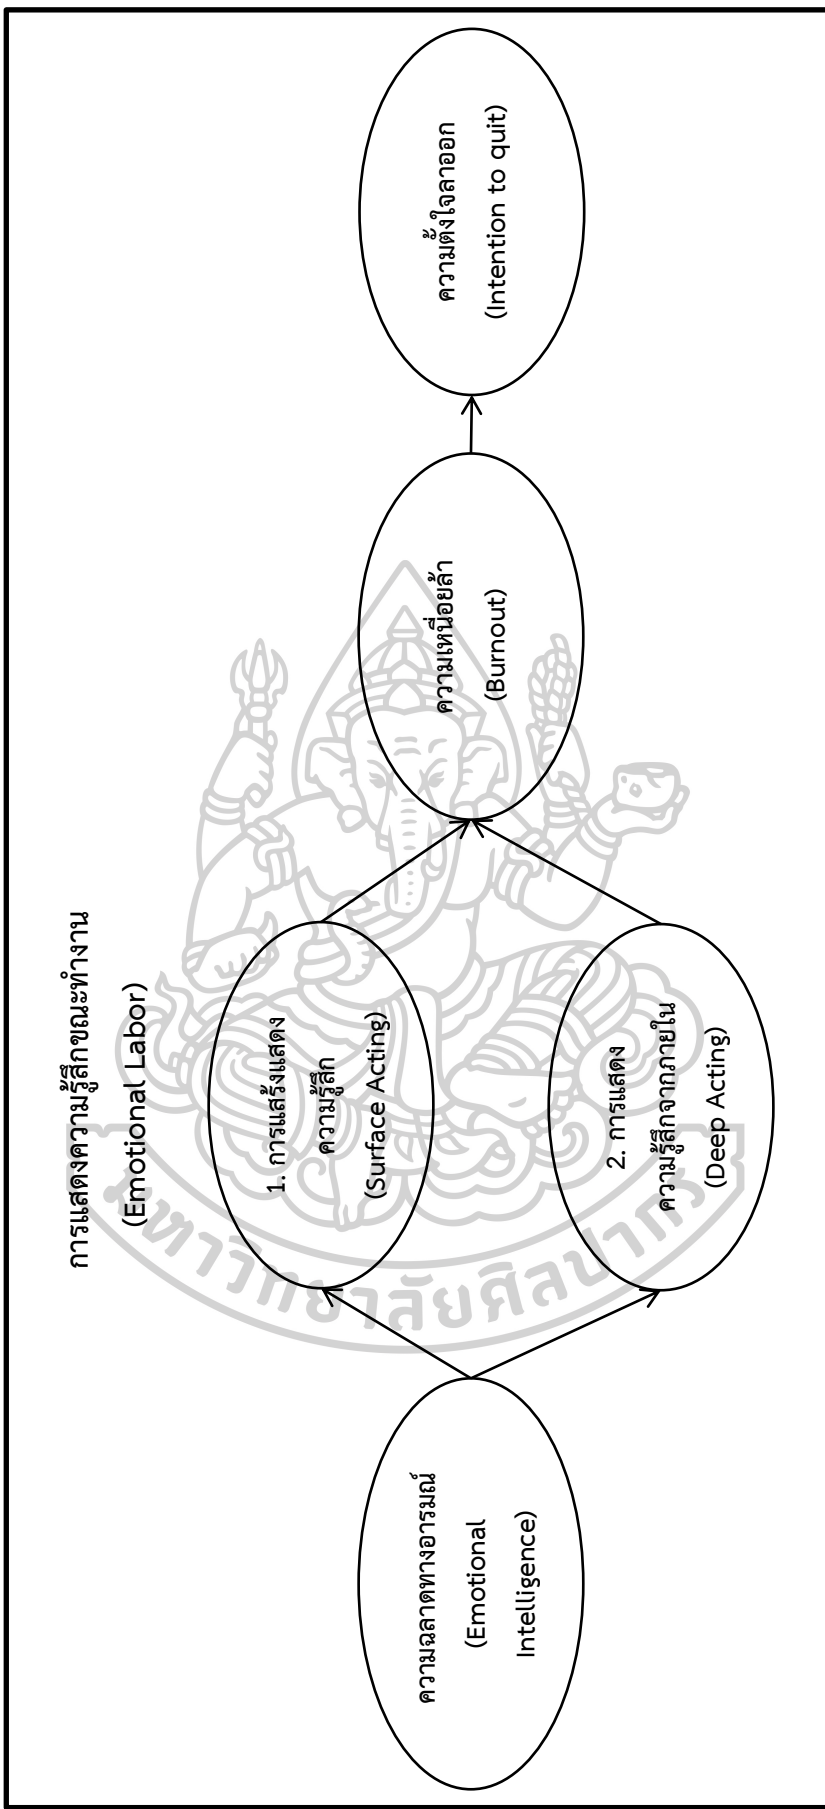 การแสดงความรู้สึกขณะทำงาน
(Emotional Labor)
ความฉลาดทางอารมณ์
(Emotional
Intelligence)
1. การแสร้งแสดง
ความรู้สึก
(Surface Acting)
2. การแสดง
ความรู้สึกจากภายใน
(Deep Acting)
ความเหนื่อยล้า
(Burnout)
ความตั้งใจลาออก
(Intention to quit)
มหาวิทยาลัยศิลปากร